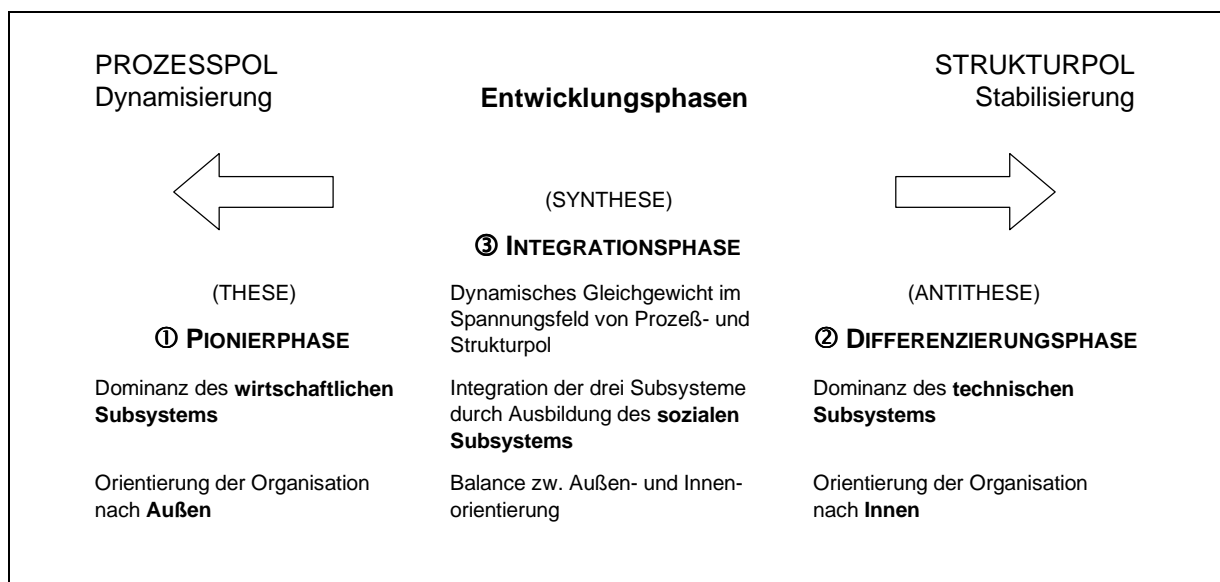 PROZESSPOL
Dynamisierung
Entwicklungsphasen
STRUKTURPOL
Stabilisierung
(THESE)
① PIONIERPHASE
Dominanz des wirtschaftlichen
Subsystems
Orientierung der Organisation
nach Außen
(SYNTHESE)
③ INTEGRATIONSPHASE
Dynamisches Gleichgewicht im
Spannungsfeld von Prozeß- und
Strukturpol
Integration der drei Subsysteme
durch Ausbildung des sozialen
Subsystems
Balance zw. Außen- und Innen-
orientierung
(ANTITHESE)
② DIFFERENZIERUNGSPHASE
Dominanz des technischen
Subsystems
Orientierung der Organisation
nach Innen